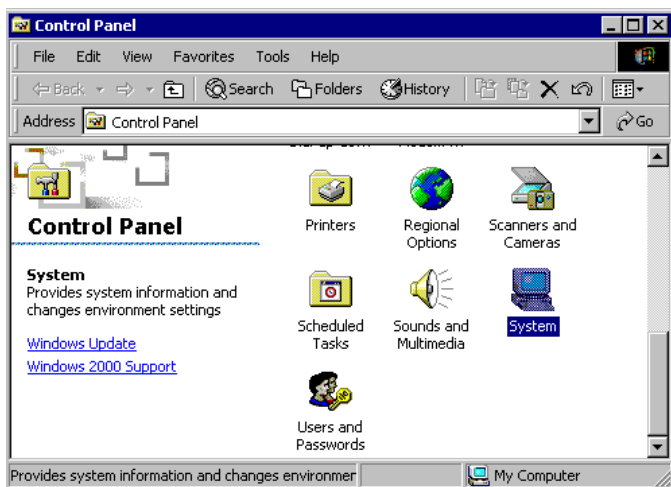 Control Panel
File Edit View Favorites Tools Help
Back Search Folders History
Address Control Panel Go
Control Panel
System
Provides system information and
changes environment settings
Windows Update
Windows 2000 Support
Printers
Regional
Options
Scanners and
Cameras
Scheduled
Tasks
Sounds and
Multimedia
System
Users and
Passwords
Provides system information and changes environmer
My Computer